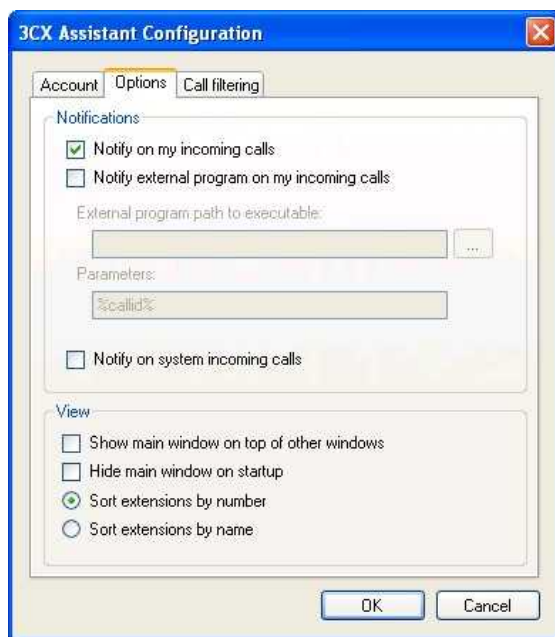 3CX Assistant Configuration
Account Options Call filtering
Notifications
Notify on my incoming calls
Notify external program on my incoming calls
External program path to executable:
...
Parameters:
%callid%
Notify on system incoming calls
View
Show main window on top of other windows
Hide main window on startup
Sort extensions by number
Sort extensions by name
OK Cancel